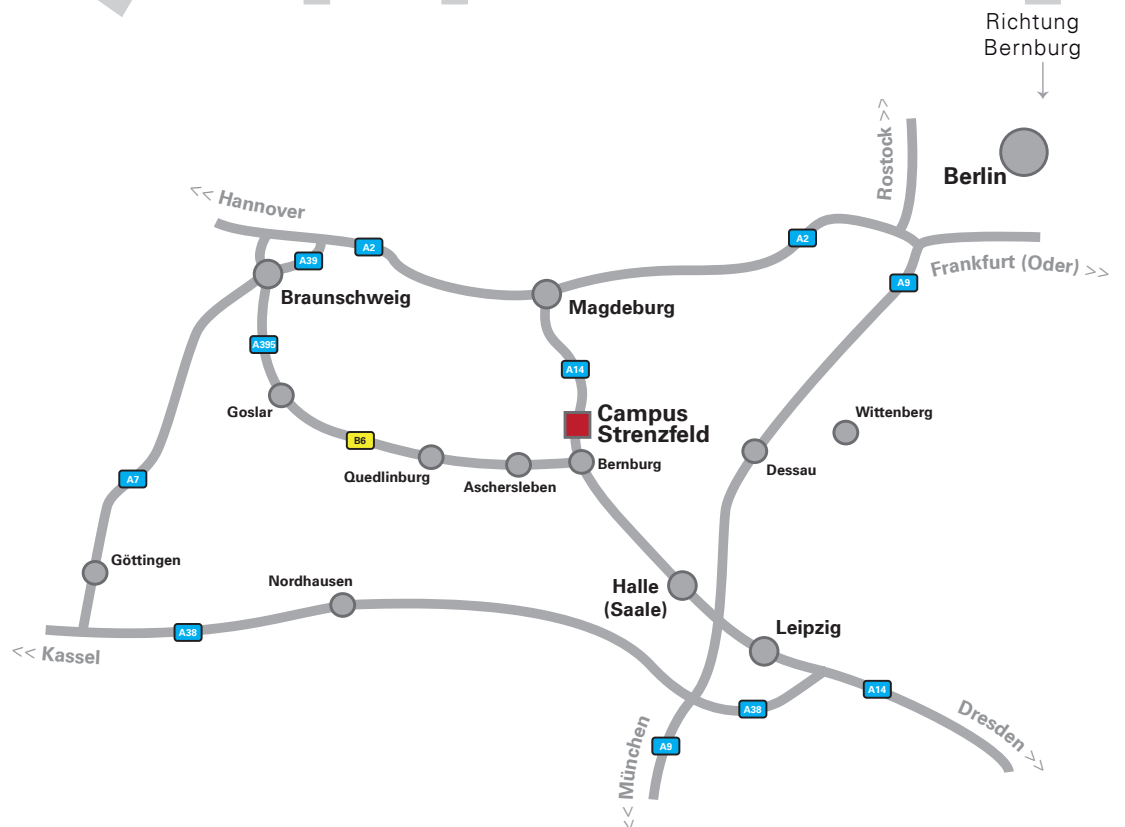 Richtung
Bernburg
Rostock >>
Berlin
<< Hannover
A2
A39
A2
Frankfurt (Oder) >>
A9
Braunschweig
Magdeburg
A395
A14
Goslar
Campus
Strenzfeld
Wittenberg
B6
Quedlinburg
Aschersleben
Bernburg
Dessau
A7
Göttingen
Nordhausen
Halle
(Saale)
Leipzig
A38
<< Kassel
A14
A38
Dresden >>
A9
<< München